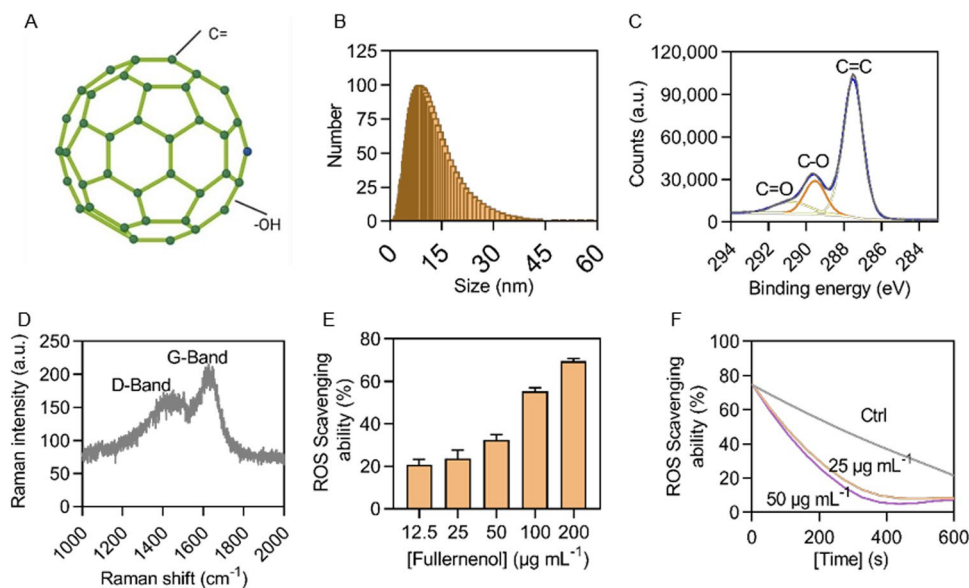 A
C=
-OH
B
125
100
75
50
25
0
Number
0
15
30
45
60
Size (nm)
C
120,000
90,000
60,000
30,000
0
Counts (a.u.)
C=C
C-O
C=O
294
292
290
288
286
284
Binding energy (eV)
D
250
200
150
100
50
0
Raman intensity (a.u.)
D-Band
G-Band
1000
1200
1400
1600
1800
2000
Raman shift (cm⁻¹)
E
80
60
40
20
0
ROS Scavenging
ability (%)
12.5
25
50
100
200
[Fullernenol] (µg mL⁻¹)
F
100
80
60
40
20
0
ROS Scavenging
ability (%)
Ctrl
25 µg mL⁻¹
50 µg mL⁻¹
0
200
400
600
[Time] (s)